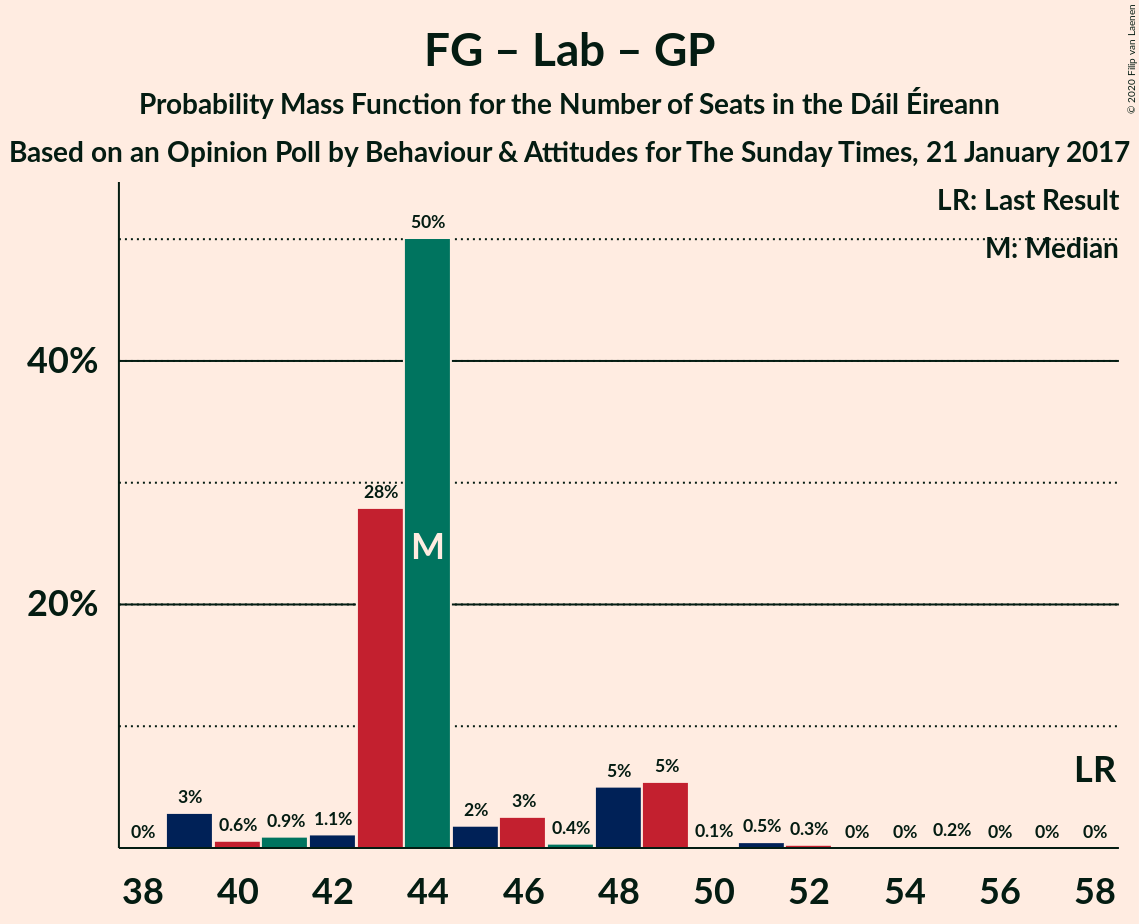 FG – Lab – GP
Probability Mass Function for the Number of Seats in the Dáil Éireann
Based on an Opinion Poll by Behaviour & Attitudes for The Sunday Times, 21 January 2017
© 2020 Filip van Laenen
LR: Last Result
M: Median
50%
40%
28%
M
20%
LR
0% 3% 0.6% 0.9% 1.1% 2% 3% 0.4% 5% 5% 0.1% 0.5% 0.3% 0% 0% 0.2% 0% 0% 0%
38 40 42 44 46 48 50 52 54 56 58